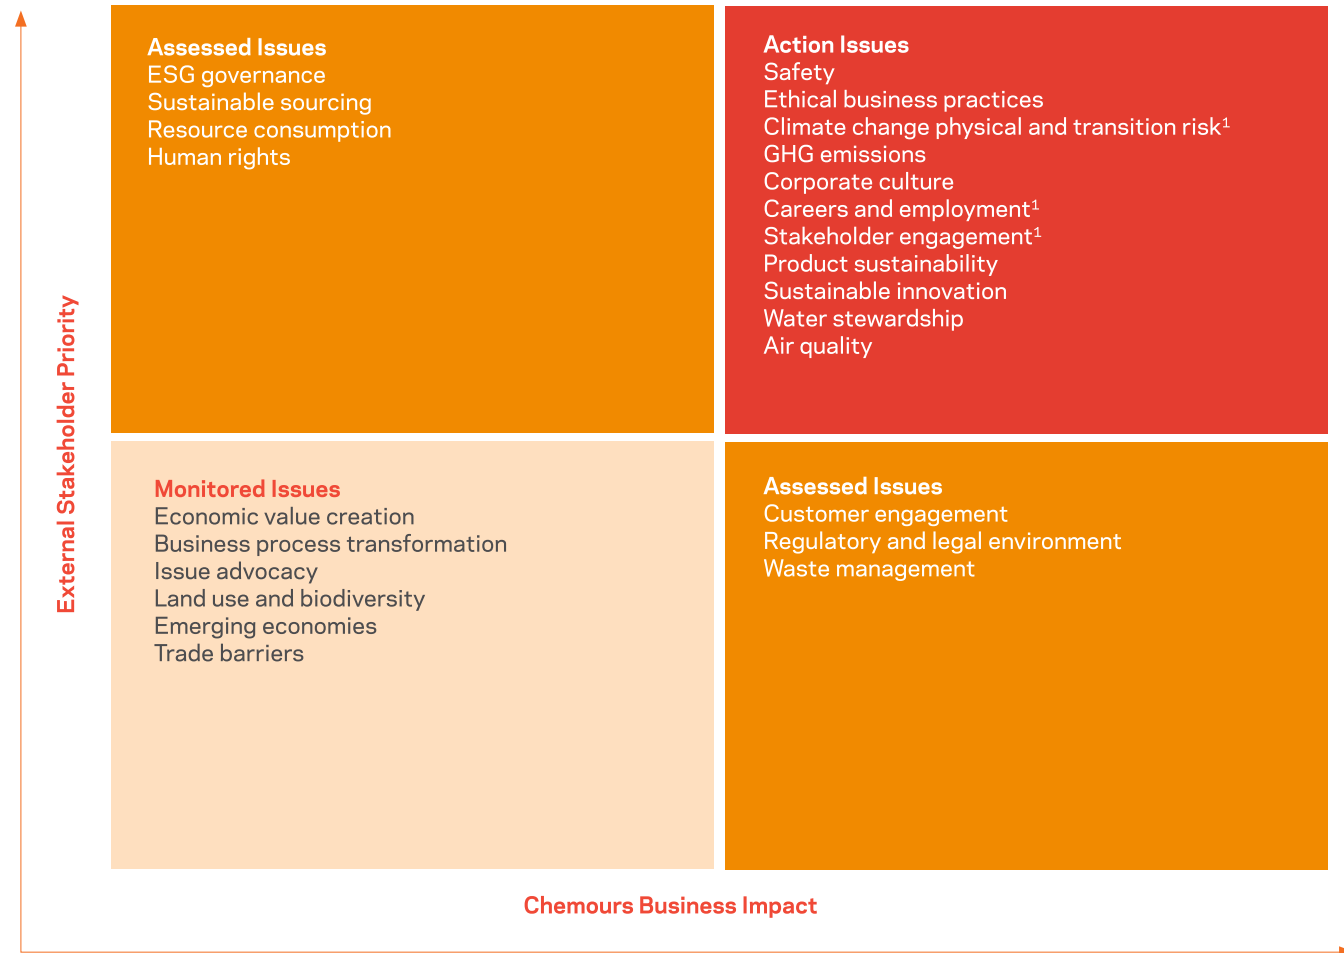 Assessed Issues
ESG governance
Sustainable sourcing
Resource consumption
Human rights
Action Issues
Safety
Ethical business practices
Climate change physical and transition risk¹
GHG emissions
Corporate culture
Careers and employment¹
Stakeholder engagement¹
Product sustainability
Sustainable innovation
Water stewardship
Air quality
External Stakeholder Priority
Monitored Issues
Economic value creation
Business process transformation
Issue advocacy
Land use and biodiversity
Emerging economies
Trade barriers
Assessed Issues
Customer engagement
Regulatory and legal environment
Waste management
Chemours Business Impact